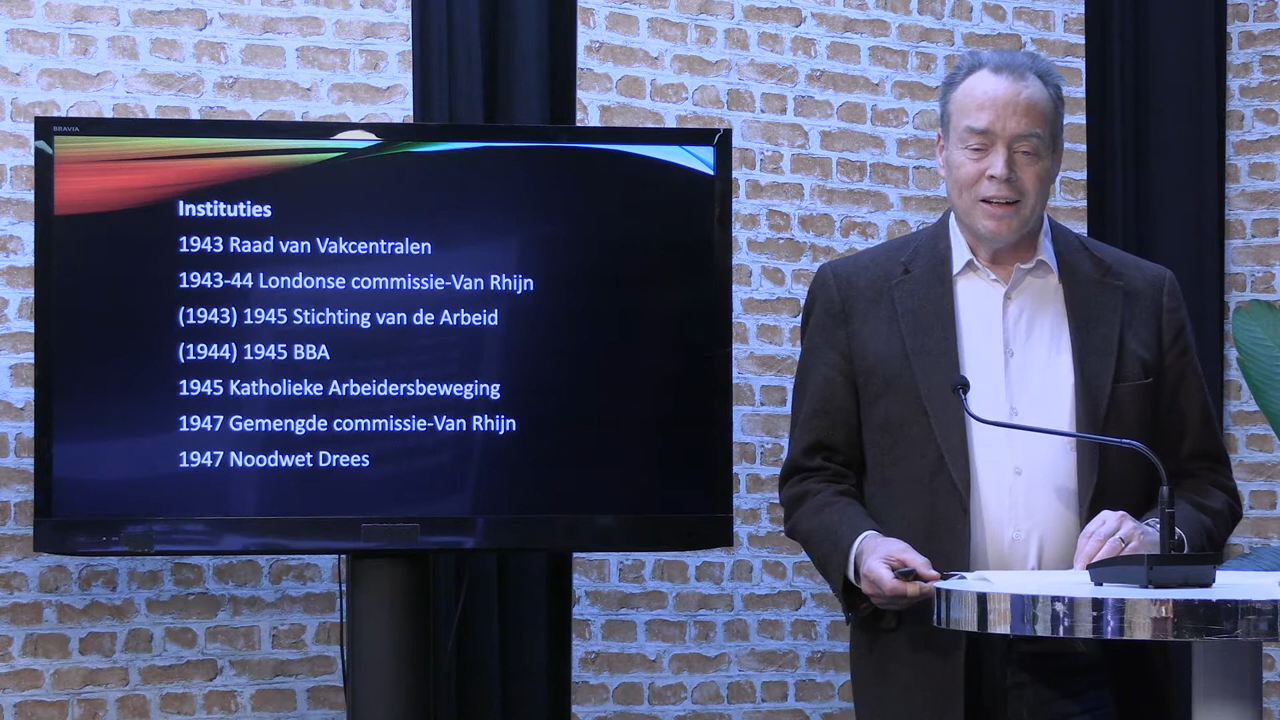 BRAVIA
Instituties
1943 Raad van Vakcentralen
1943-44 Londonse commissie-Van Rhijn
(1943) 1945 Stichting van de Arbeid
(1944) 1945 BBA
1945 Katholieke Arbeidersbeweging
1947 Gemengde commissie-Van Rhijn
1947 Noodwet Drees